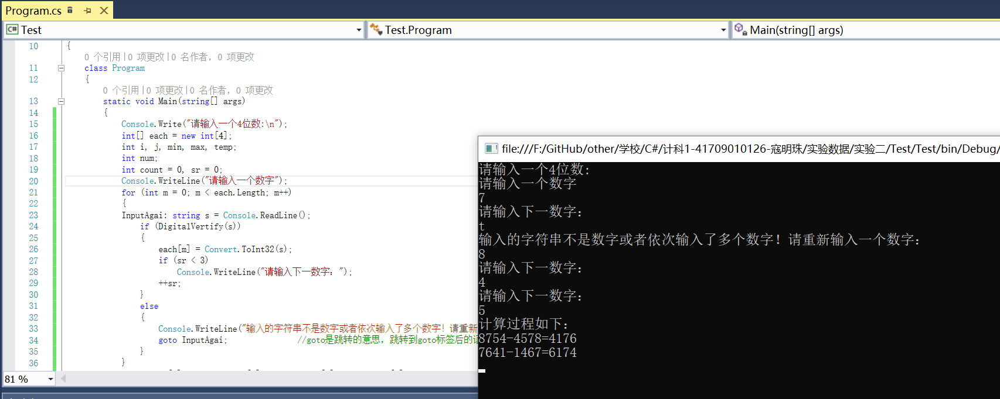 Program.cs
C# Test
Test.Program
Main(string[] args)
10 {
0 个引用|0 项更改|0 名作者, 0 项更改
11 class Program
12 {
0 个引用|0 项更改|0 名作者, 0 项更改
13 static void Main(string[] args)
14 {
15 Console.Write("请输入一个4位数:\n");
16 int[] each = new int[4];
17 int i, j, min, max, temp;
18 int num;
19 int count = 0, sr = 0;
20 Console.WriteLine("请输入一个数字");
21 for (int m = 0; m < each.Length; m++)
22 {
23 InputAgai: string s = Console.ReadLine();
24 if (DigitalVertify(s))
25 {
26 each[m] = Convert.ToInt32(s);
27 if (sr < 3)
28 Console.WriteLine("请输入下一数字：");
29 ++sr;
30 }
31 else
32 {
33 Console.WriteLine("输入的字符串不是数字或者依次输入了多个数字！请重新
34 goto InputAgai; //goto是跳转的意思，跳转到goto标签后的
35 }
36 }
81 %
file:///F:/GitHub/other/学校/C#/计科1-41709010126-寇明珠/实验数据/实验二/Test/Test/bin/Debug/
请输入一个4位数:
请输入一个数字
7
请输入下一数字：
t
输入的字符串不是数字或者依次输入了多个数字！请重新输入一个数字：
8
请输入下一数字：
4
请输入下一数字：
5
计算过程如下：
8754-4578=4176
7641-1467=6174